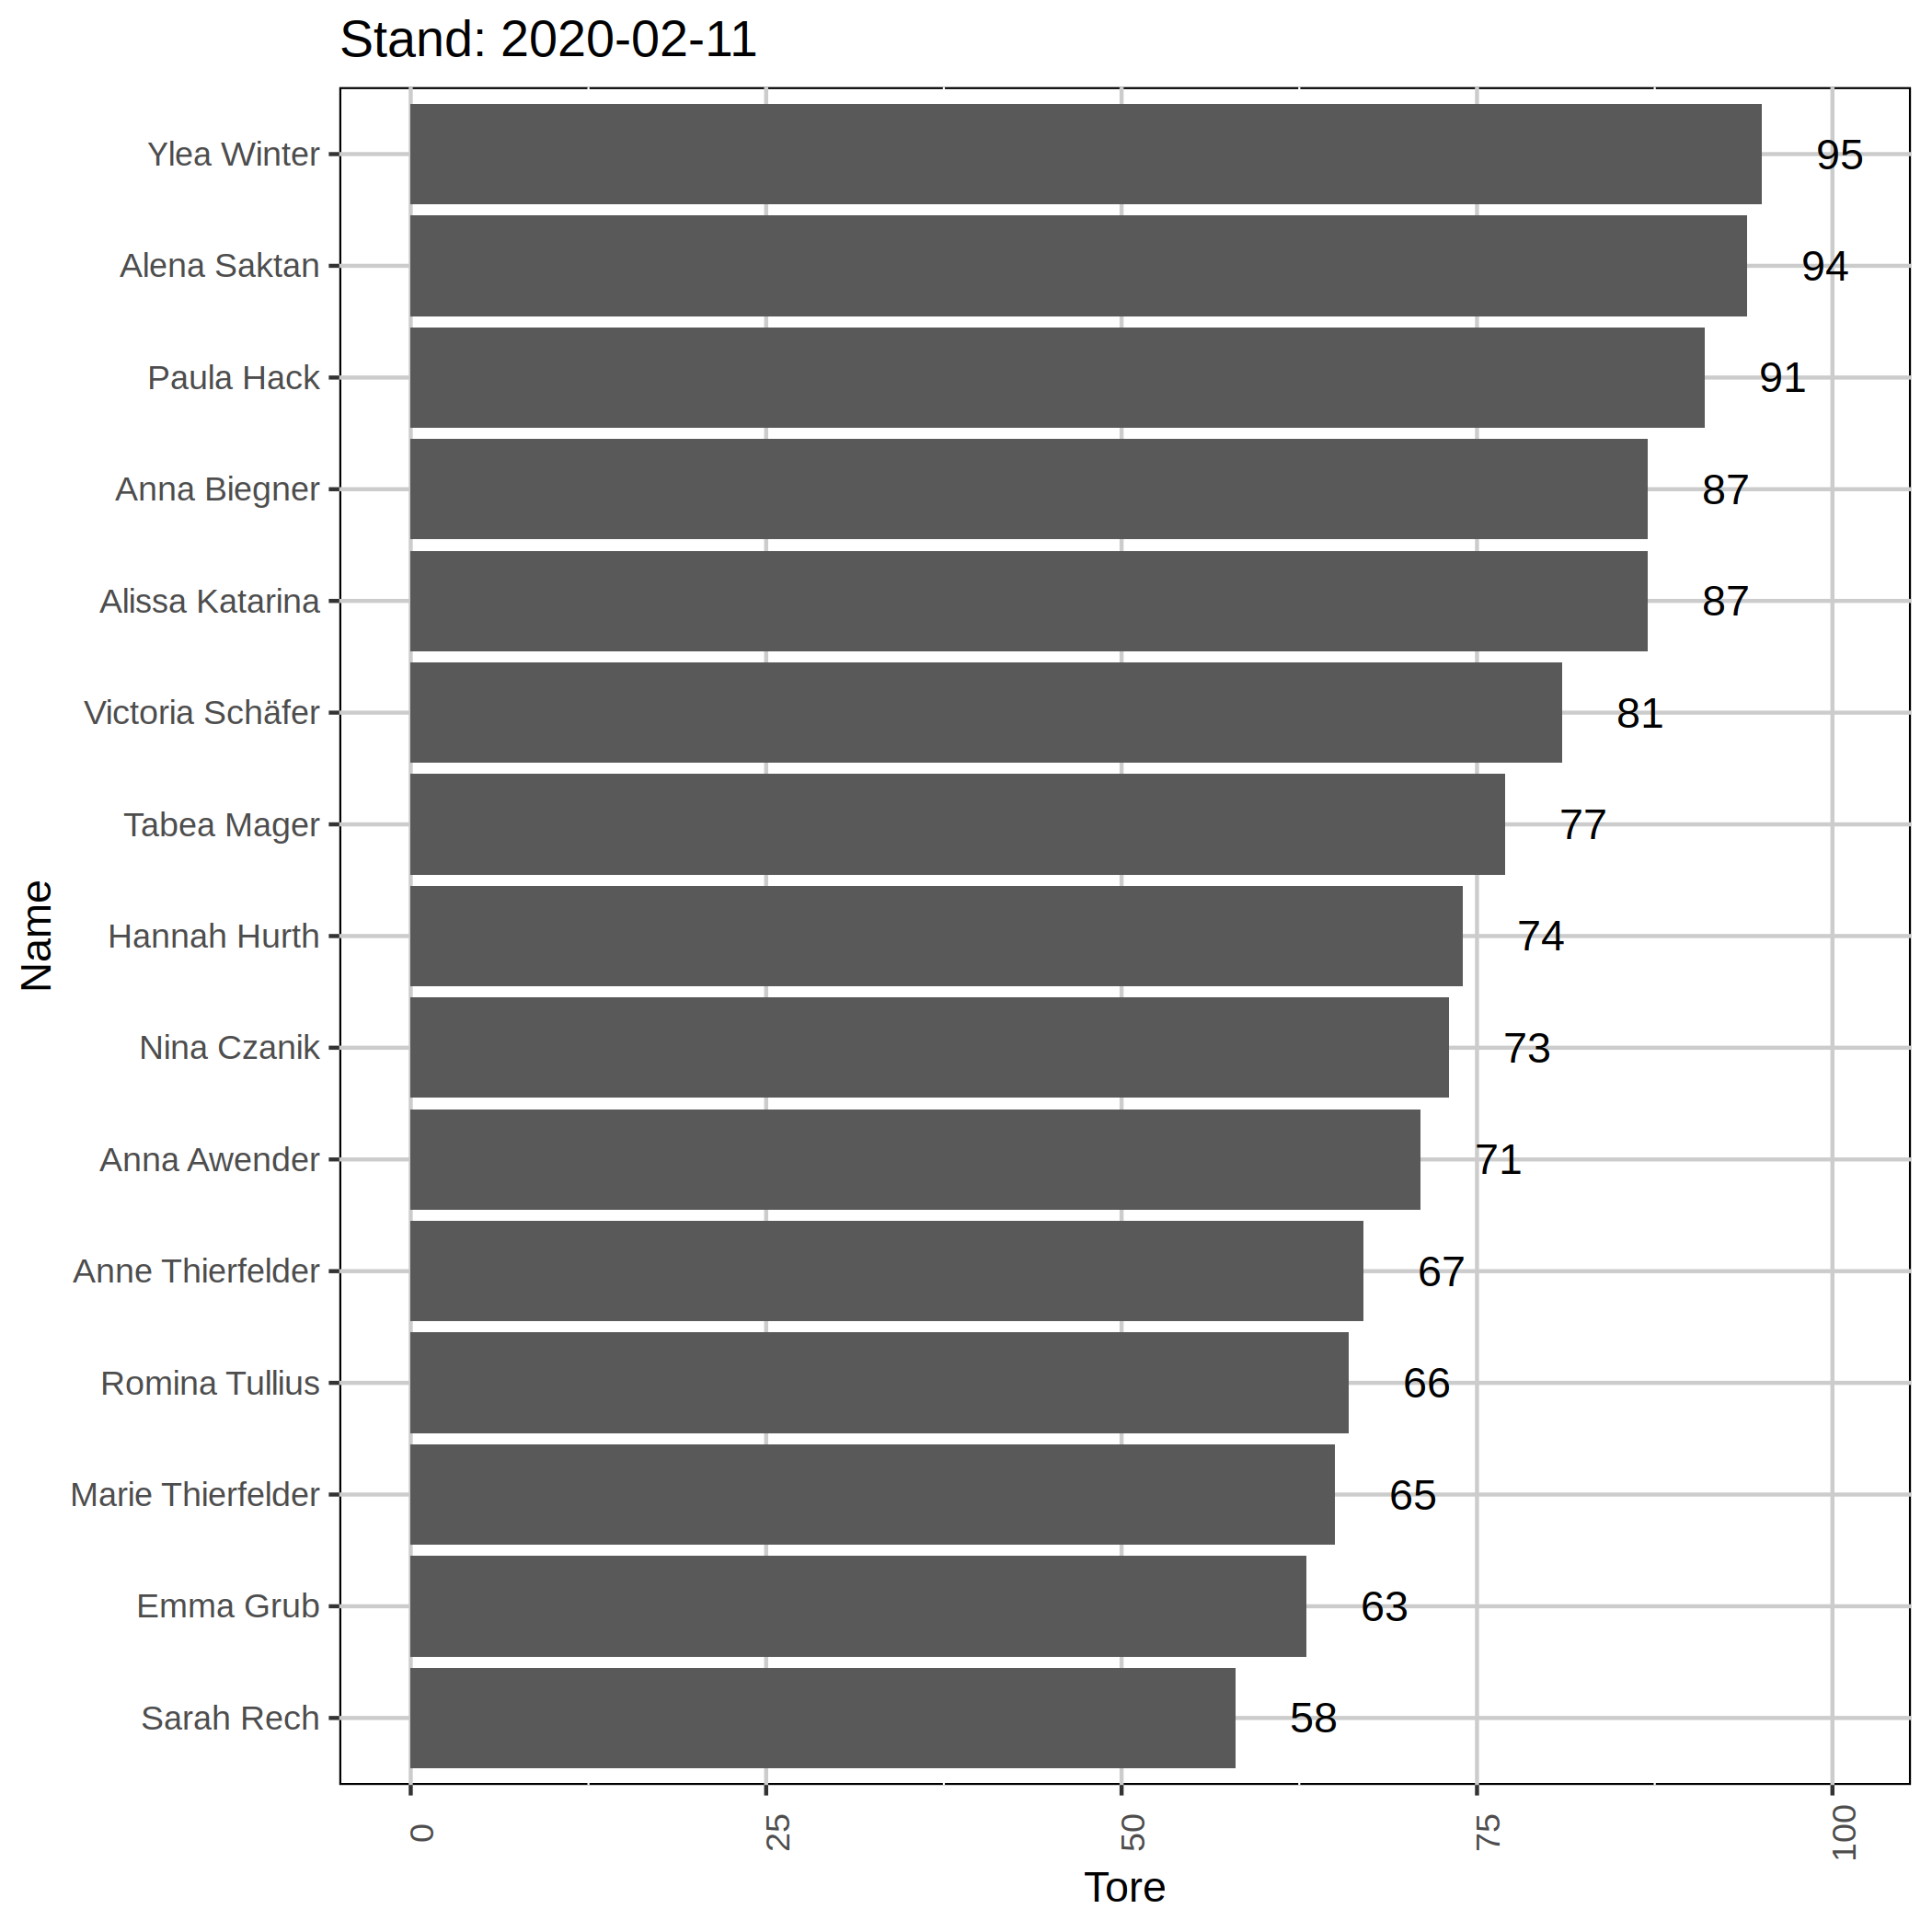 Stand: 2020-02-11
Ylea Winter 95
Alena Saktan 94
Paula Hack 91
Anna Biegner 87
Alissa Katarina 87
Victoria Schäfer 81
Tabea Mager 77
Hannah Hurth 74
Nina Czanik 73
Anna Awender 71
Anne Thierfelder 67
Romina Tullius 66
Marie Thierfelder 65
Emma Grub 63
Sarah Rech 58
Name
0 25 50 75 100
Tore